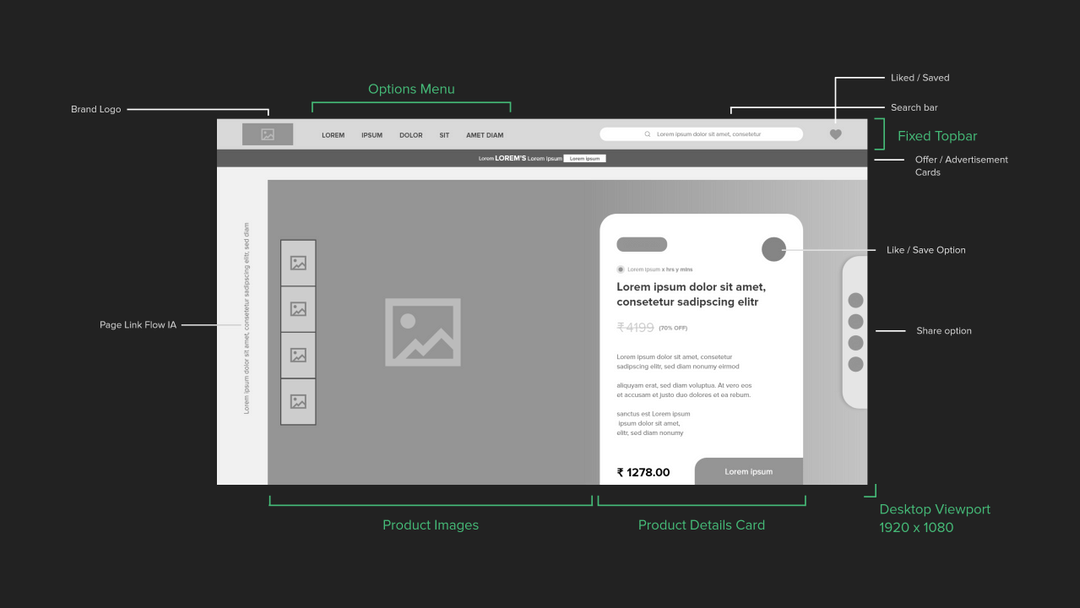 Liked / Saved
Options Menu
Brand Logo
Search bar
LOREM IPSUM DOLOR SIT AMET DIAM
Lorem ipsum dolor sit amet, consetetur
Fixed Topbar
Lorem LOREM'S Lorem Ipsum Lorem Ipsum
Offer / Advertisement
Cards
Lorem ipsum dolor sit amet, consetetur sadipscing elitr, sed diam
Like / Save Option
Lorem ipsum x hrs y mins
Lorem ipsum dolor sit amet,
consetetur sadipscing elitr
₹4199 (70% OFF)
Page Link Flow IA
Share option
Lorem ipsum dolor sit amet, consetetur
sadipscing elitr, sed diam nonumy eirmod
aliquyam erat, sed diam voluptua. At vero eos
et accusam et justo duo dolores et ea rebum.
sanctus est Lorem ipsum
ipsum dolor sit amet,
elitr, sed diam nonumy
₹ 1278.00
Lorem ipsum
Product Images
Product Details Card
Desktop Viewport
1920 x 1080